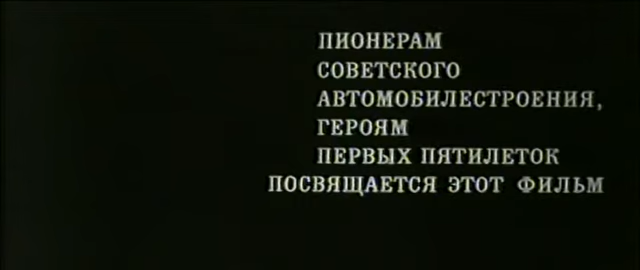 ПИОНЕРАМ
СОВЕТСКОГО
АВТОМОБИЛЕСТРОЕНИЯ,
ГЕРОЯМ
ПЕРВЫХ ПЯТИЛЕТОК
ПОСВЯЩАЕТСЯ ЭТОТ ФИЛЬМ